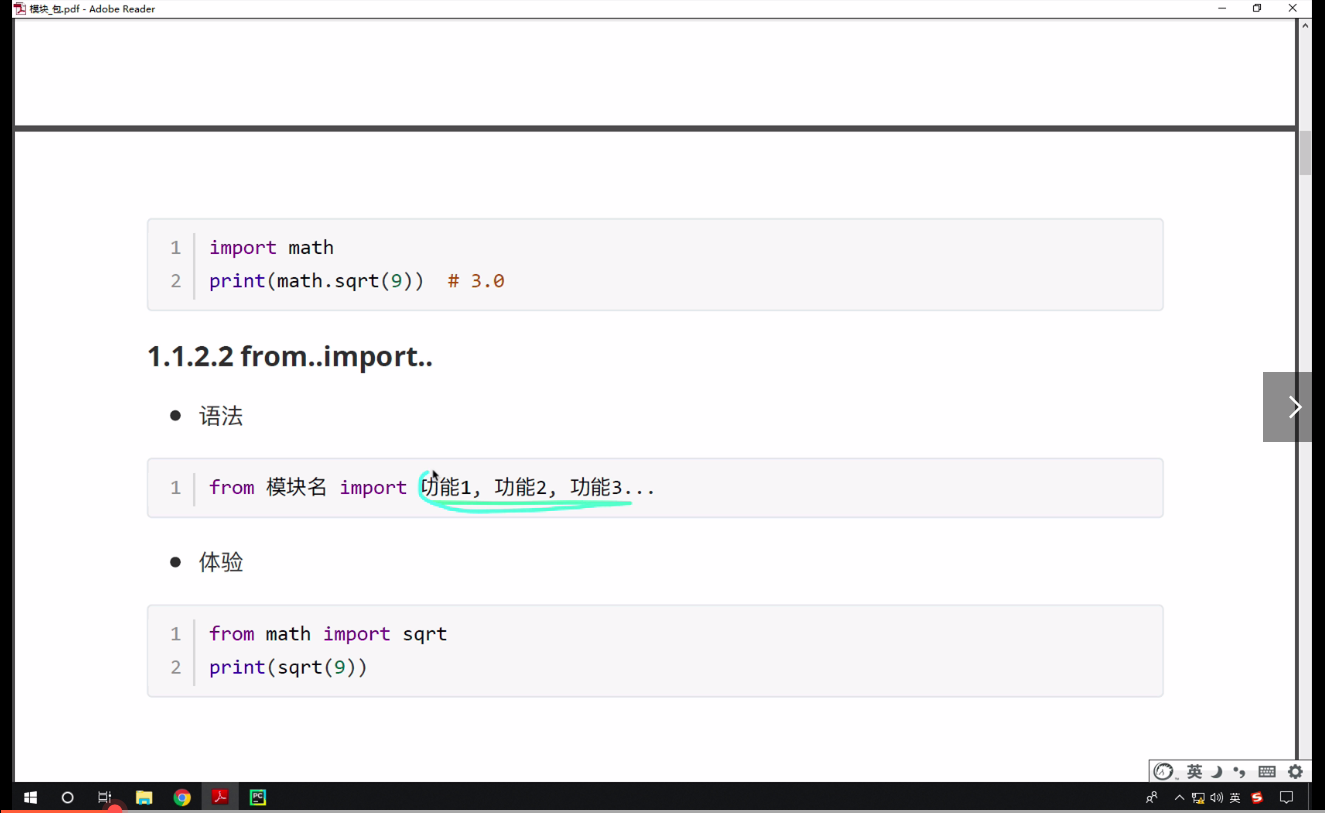 模块_包.pdf - Adobe Reader
1 import math
2 print(math.sqrt(9)) # 3.0
1.1.2.2 from..import..
语法
1 from 模块名 import 功能1, 功能2, 功能3...
体验
1 from math import sqrt
2 print(sqrt(9))
英
PC
英